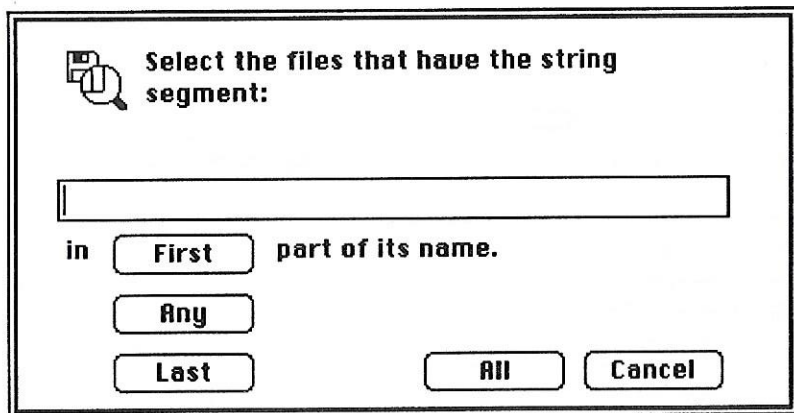 Select the files that have the string
segment:
in First part of its name.
Any
Last All Cancel